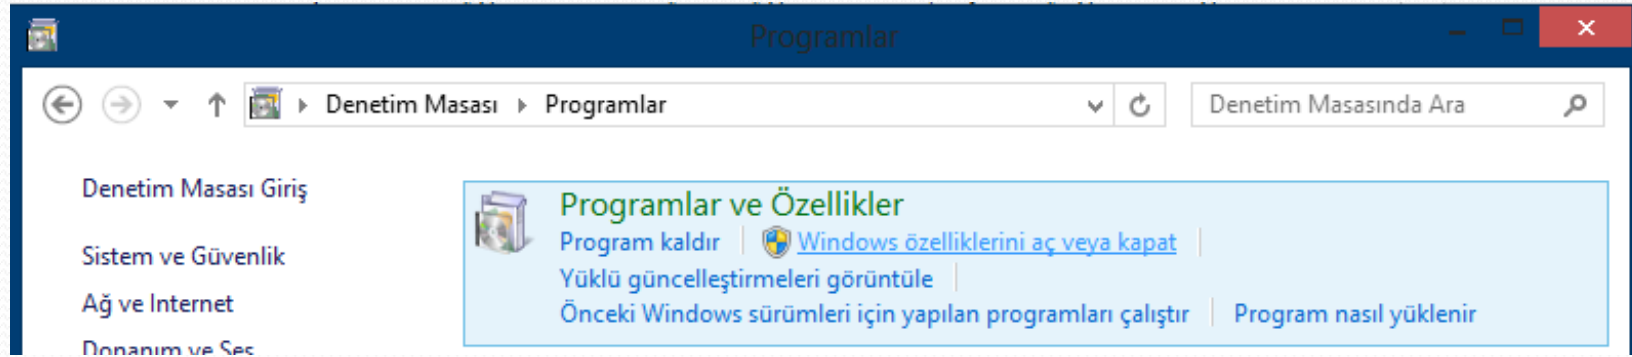 Programlar
Denetim Masası Programlar
Denetim Masasında Ara
Denetim Masası Giriş
Sistem ve Güvenlik
Ağ ve Internet
Donanım ve Ses
Programlar ve Özellikler
Program kaldır Windows özelliklerini aç veya kapat
Yüklü güncelleştirmeleri görüntüle
Önceki Windows sürümleri için yapılan programları çalıştır Program nasıl yüklenir